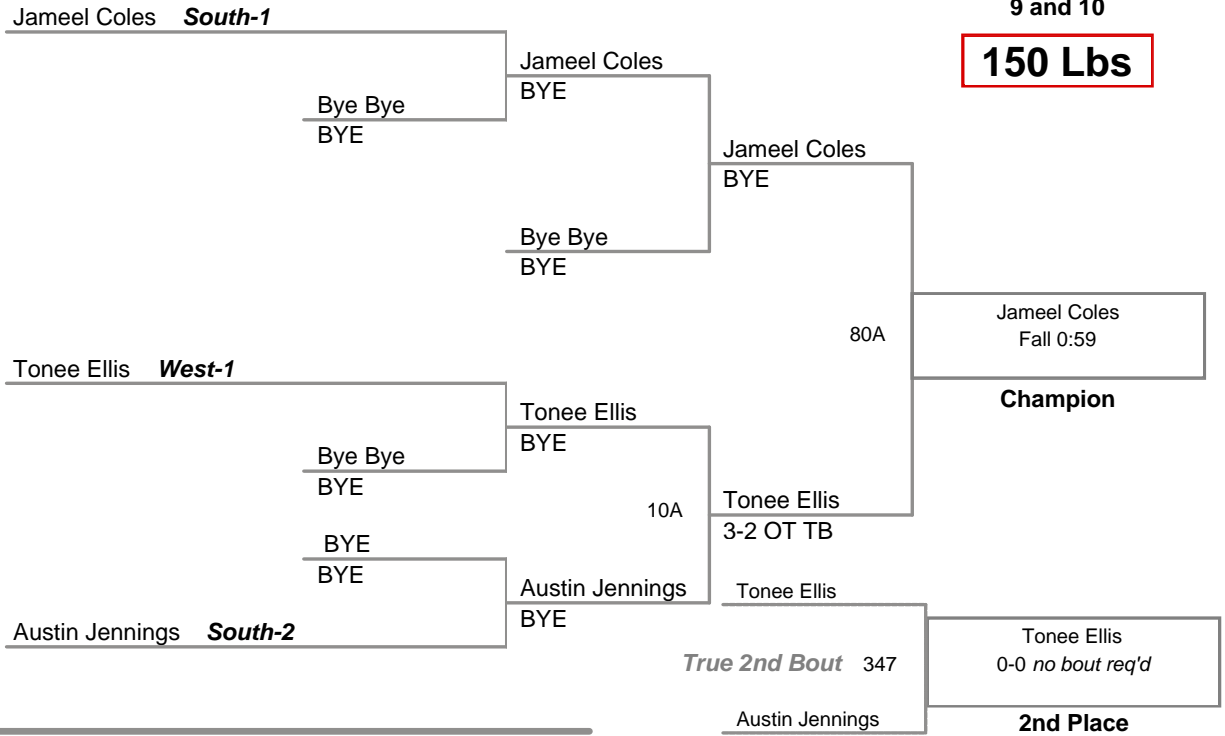 9 and 10
150 Lbs
Jameel Coles South-1
Jameel Coles
BYE
Bye Bye
BYE
Jameel Coles
BYE
Bye Bye
BYE
80A
Jameel Coles
Fall 0:59
Champion
Tonee Ellis West-1
Tonee Ellis
BYE
Bye Bye
BYE
10A
Tonee Ellis
3-2 OT TB
BYE
BYE
Austin Jennings
BYE
Austin Jennings South-2
Tonee Ellis
True 2nd Bout 347
Austin Jennings
Tonee Ellis
0-0 no bout req'd
2nd Place